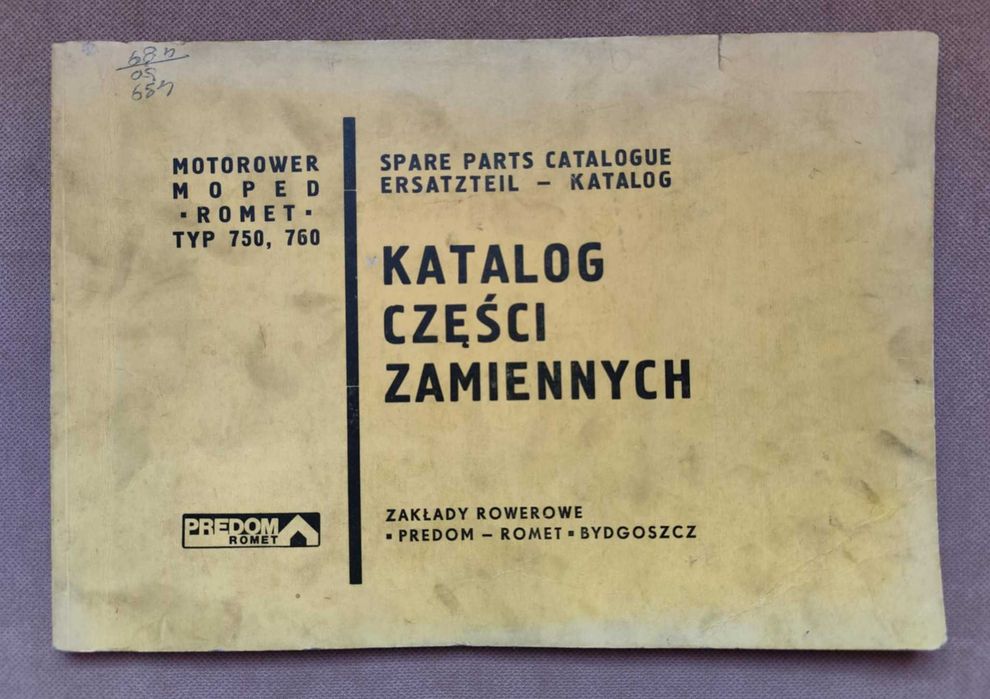 MOTOROWER
MOPED
▪ROMET▪
TYP 750, 760
SPARE PARTS CATALOGUE
ERSATZTEIL – KATALOG
KATALOG
CZĘŚCI
ZAMIENNYCH
PREDOM
ROMET
ZAKŁADY ROWEROWE
▪PREDOM – ROMET▪BYDGOSZCZ